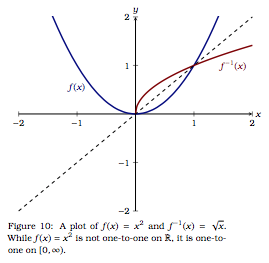 y
2
f(x)
1
f⁻¹(x)
x
−2
−1
1
2
−1
−2
Figure 10: A plot of f(x) = x² and f⁻¹(x) = √x.
While f(x) = x² is not one-to-one on ℝ, it is one-to-
one on [0, ∞).